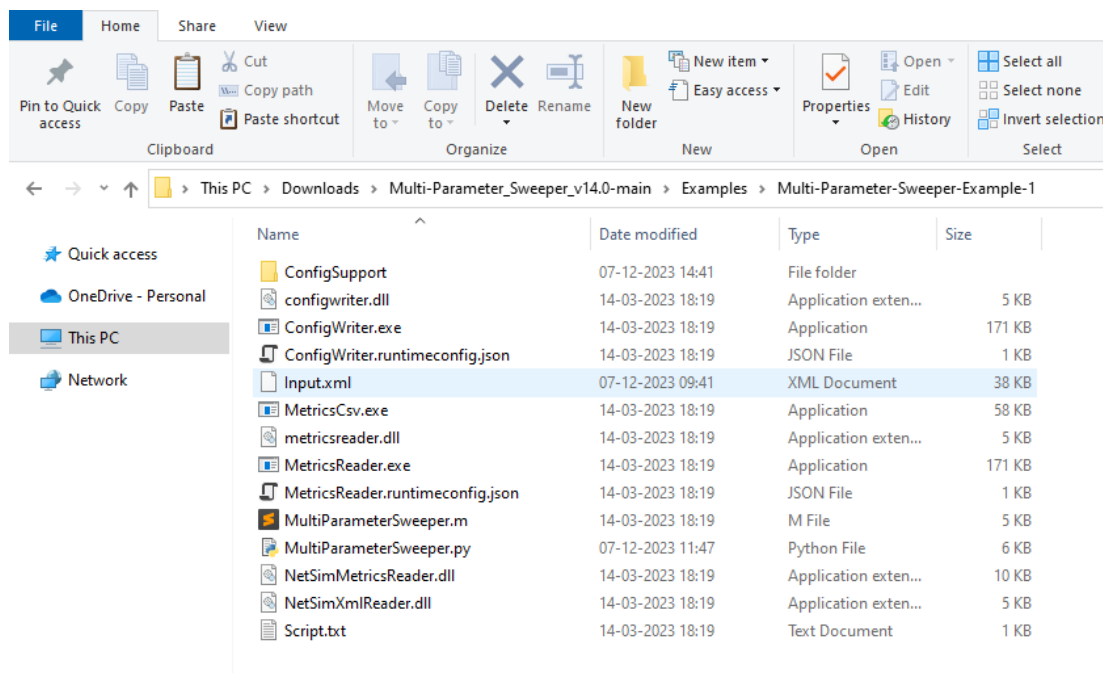 File Home Share View
Cut
Copy path
Paste shortcut
Pin to Quick access
Copy
Paste
Clipboard
Move to
Copy to
Delete
Rename
Organize
New folder
New item
Easy access
New
Properties
Open
Edit
History
Open
Select all
Select none
Invert selection
Select
This PC > Downloads > Multi-Parameter_Sweeper_v14.0-main > Examples > Multi-Parameter-Sweeper-Example-1
Quick access
OneDrive - Personal
This PC
Network
Name Date modified Type Size
ConfigSupport 07-12-2023 14:41 File folder
configwriter.dll 14-03-2023 18:19 Application exten... 5 KB
ConfigWriter.exe 14-03-2023 18:19 Application 171 KB
ConfigWriter.runtimeconfig.json 14-03-2023 18:19 JSON File 1 KB
Input.xml 07-12-2023 09:41 XML Document 38 KB
MetricsCsv.exe 14-03-2023 18:19 Application 58 KB
metricsreader.dll 14-03-2023 18:19 Application exten... 5 KB
MetricsReader.exe 14-03-2023 18:19 Application 171 KB
MetricsReader.runtimeconfig.json 14-03-2023 18:19 JSON File 1 KB
MultiParameterSweeper.m 14-03-2023 18:19 M File 5 KB
MultiParameterSweeper.py 07-12-2023 11:47 Python File 6 KB
NetSimMetricsReader.dll 14-03-2023 18:19 Application exten... 10 KB
NetSimXmlReader.dll 14-03-2023 18:19 Application exten... 5 KB
Script.txt 14-03-2023 18:19 Text Document 1 KB